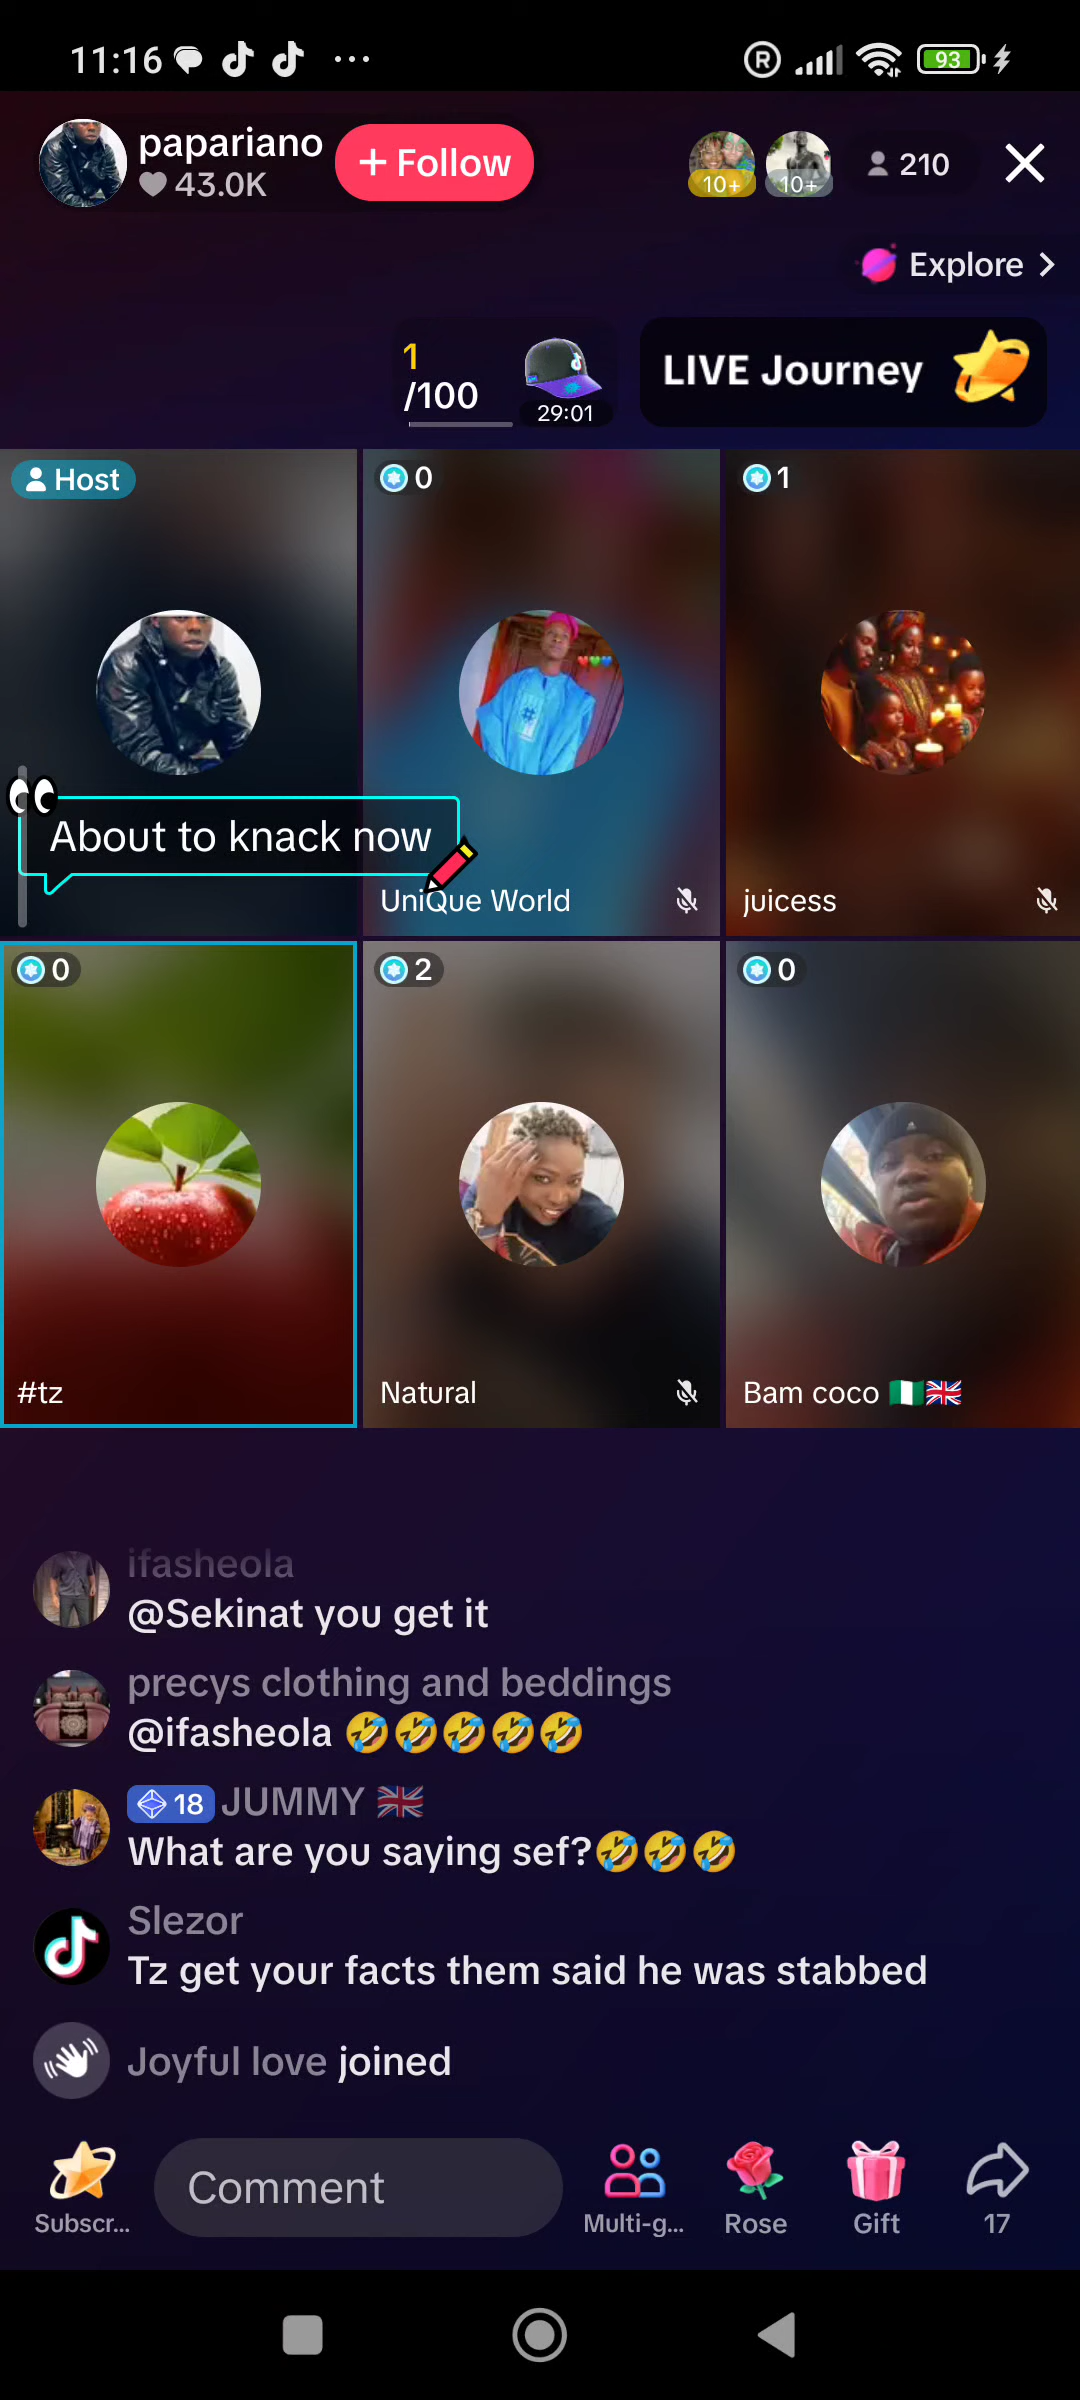 11:16
R
93
papariano
43.0K
+ Follow
10+
10+
210
Explore
1
/100
29:01
LIVE Journey
Host
0
1
About to knack now
UniQue World
juicess
0
2
0
#tz
Natural
Bam coco 🇳🇬🇬🇧
ifasheola
@Sekinat you get it
precys clothing and beddings
@ifasheola 🤣🤣🤣🤣🤣
18 JUMMY 🇬🇧
What are you saying sef?🤣🤣🤣
Slezor
Tz get your facts them said he was stabbed
Joyful love joined
Comment
Subscr...
Multi-g...
Rose
Gift
17